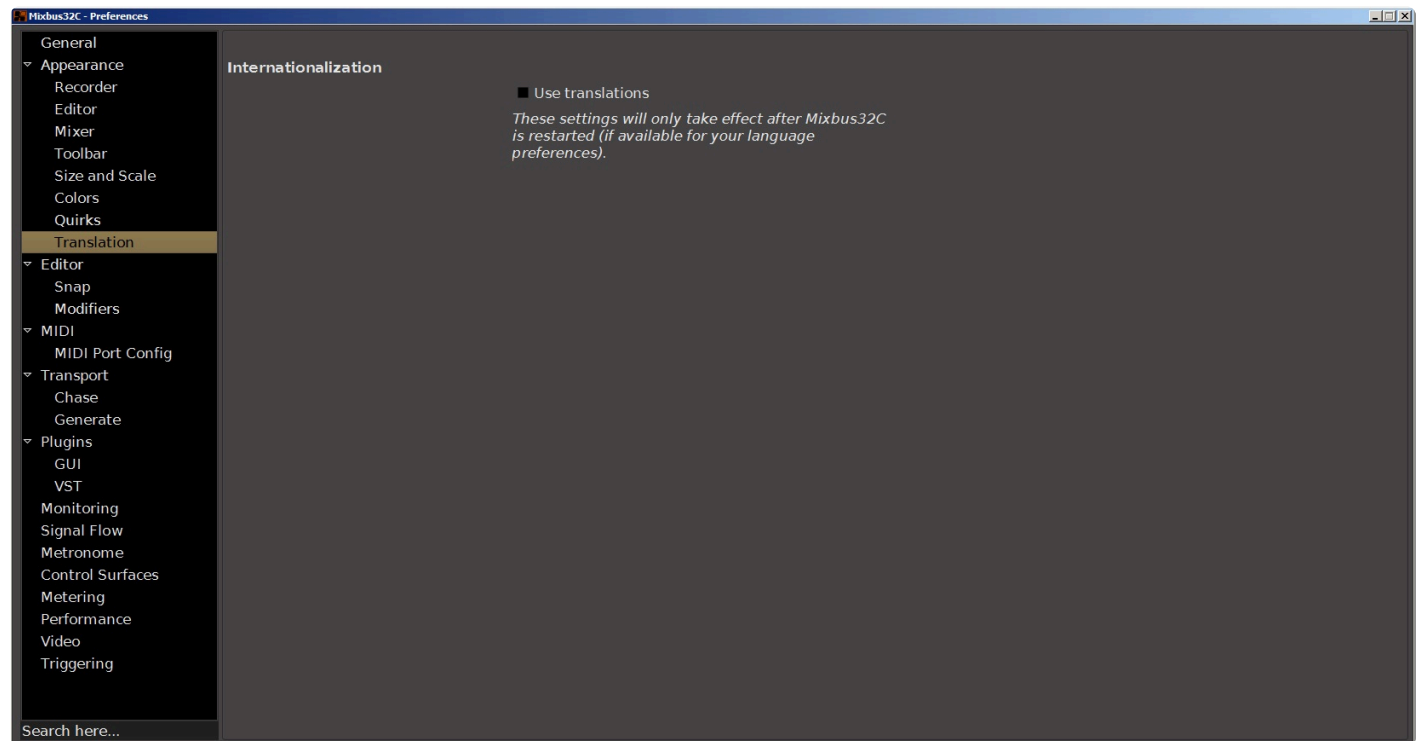 Mixbus32C - Preferences
General
Appearance
Recorder
Editor
Mixer
Toolbar
Size and Scale
Colors
Quirks
Translation
Editor
Snap
Modifiers
MIDI
MIDI Port Config
Transport
Chase
Generate
Plugins
GUI
VST
Monitoring
Signal Flow
Metronome
Control Surfaces
Metering
Performance
Video
Triggering
Search here...
Internationalization
Use translations
These settings will only take effect after Mixbus32C
is restarted (if available for your language
preferences).